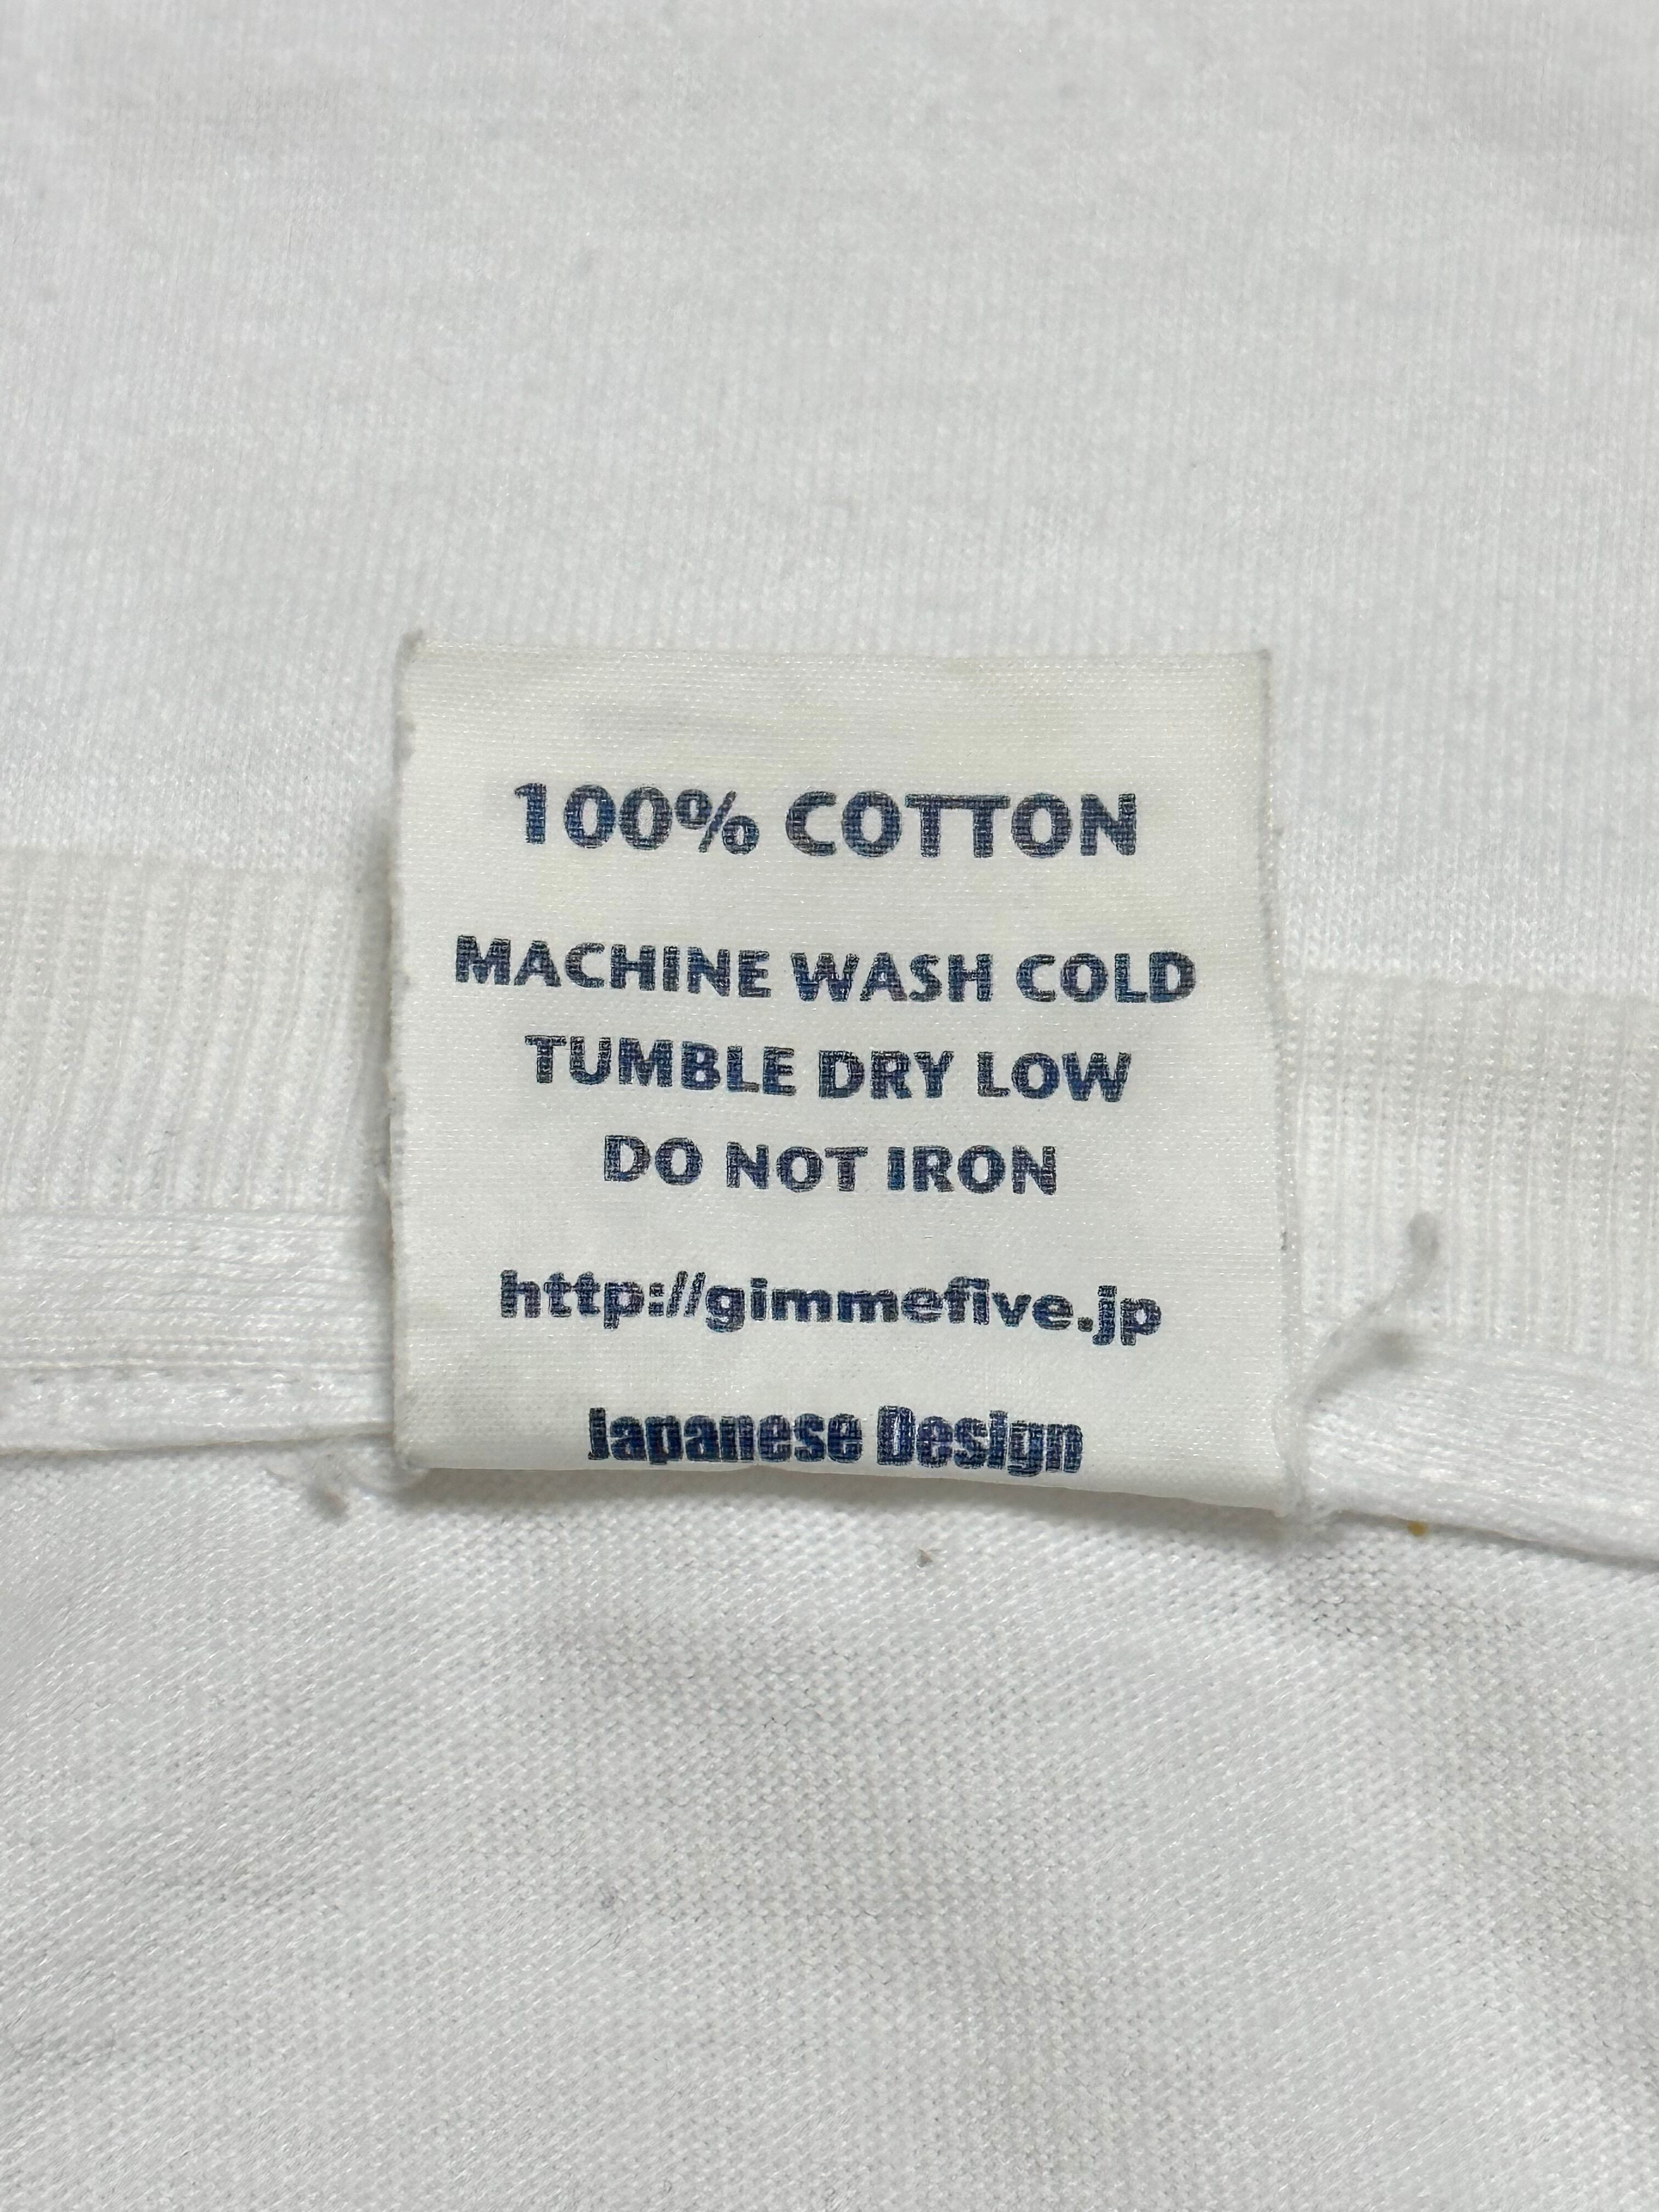 100% COTTON
MACHINE WASH COLD
TUMBLE DRY LOW
DO NOT IRON
http://gimmefive.jp
Japanese Design